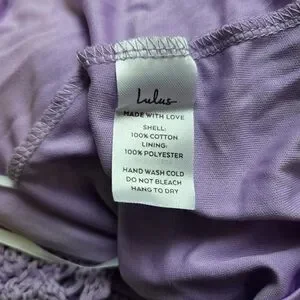 Lulus
MADE WITH LOVE
SHELL:
100% COTTON
LINING:
100% POLYESTER
HAND WASH COLD
DO NOT BLEACH
HANG TO DRY